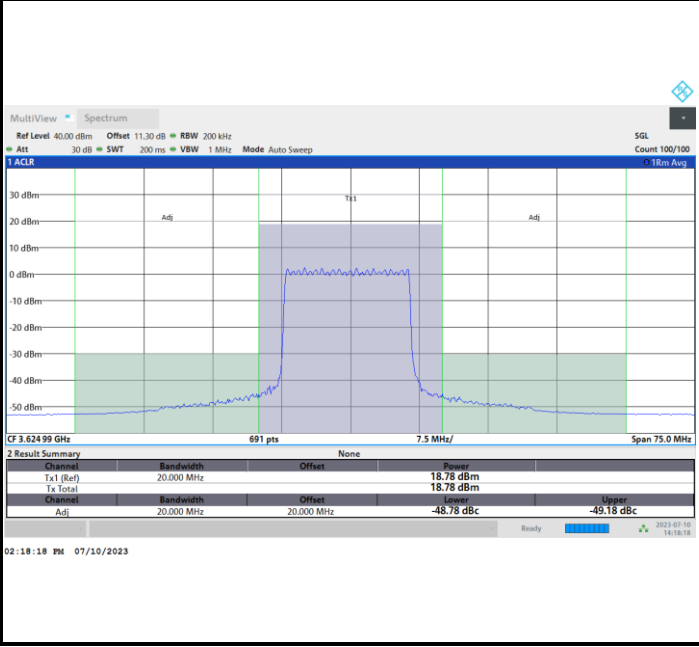 MultiView Spectrum
Ref Level 40.00 dBm Offset 11.30 dB RBW 200 kHz SGL
Att 30 dB SWT 200 ms VBW 1 MHz Mode Auto Sweep Count 100/100
1 ACLR 1Rm Avg
30 dBm
Tx1
20 dBm Adj Adj
10 dBm
0 dBm
-10 dBm
-20 dBm
-30 dBm
-40 dBm
-50 dBm
CF 3.624 99 GHz 691 pts 7.5 MHz/ Span 75.0 MHz
2 Result Summary None
Channel Bandwidth Offset Power
Tx1 (Ref) 20.000 MHz 18.78 dBm
Tx Total 18.78 dBm
Channel Bandwidth Offset Lower Upper
Adj 20.000 MHz 20.000 MHz -48.78 dBc -49.18 dBc
Ready 2023-07-10
14:18:18
02:18:18 PM 07/10/2023